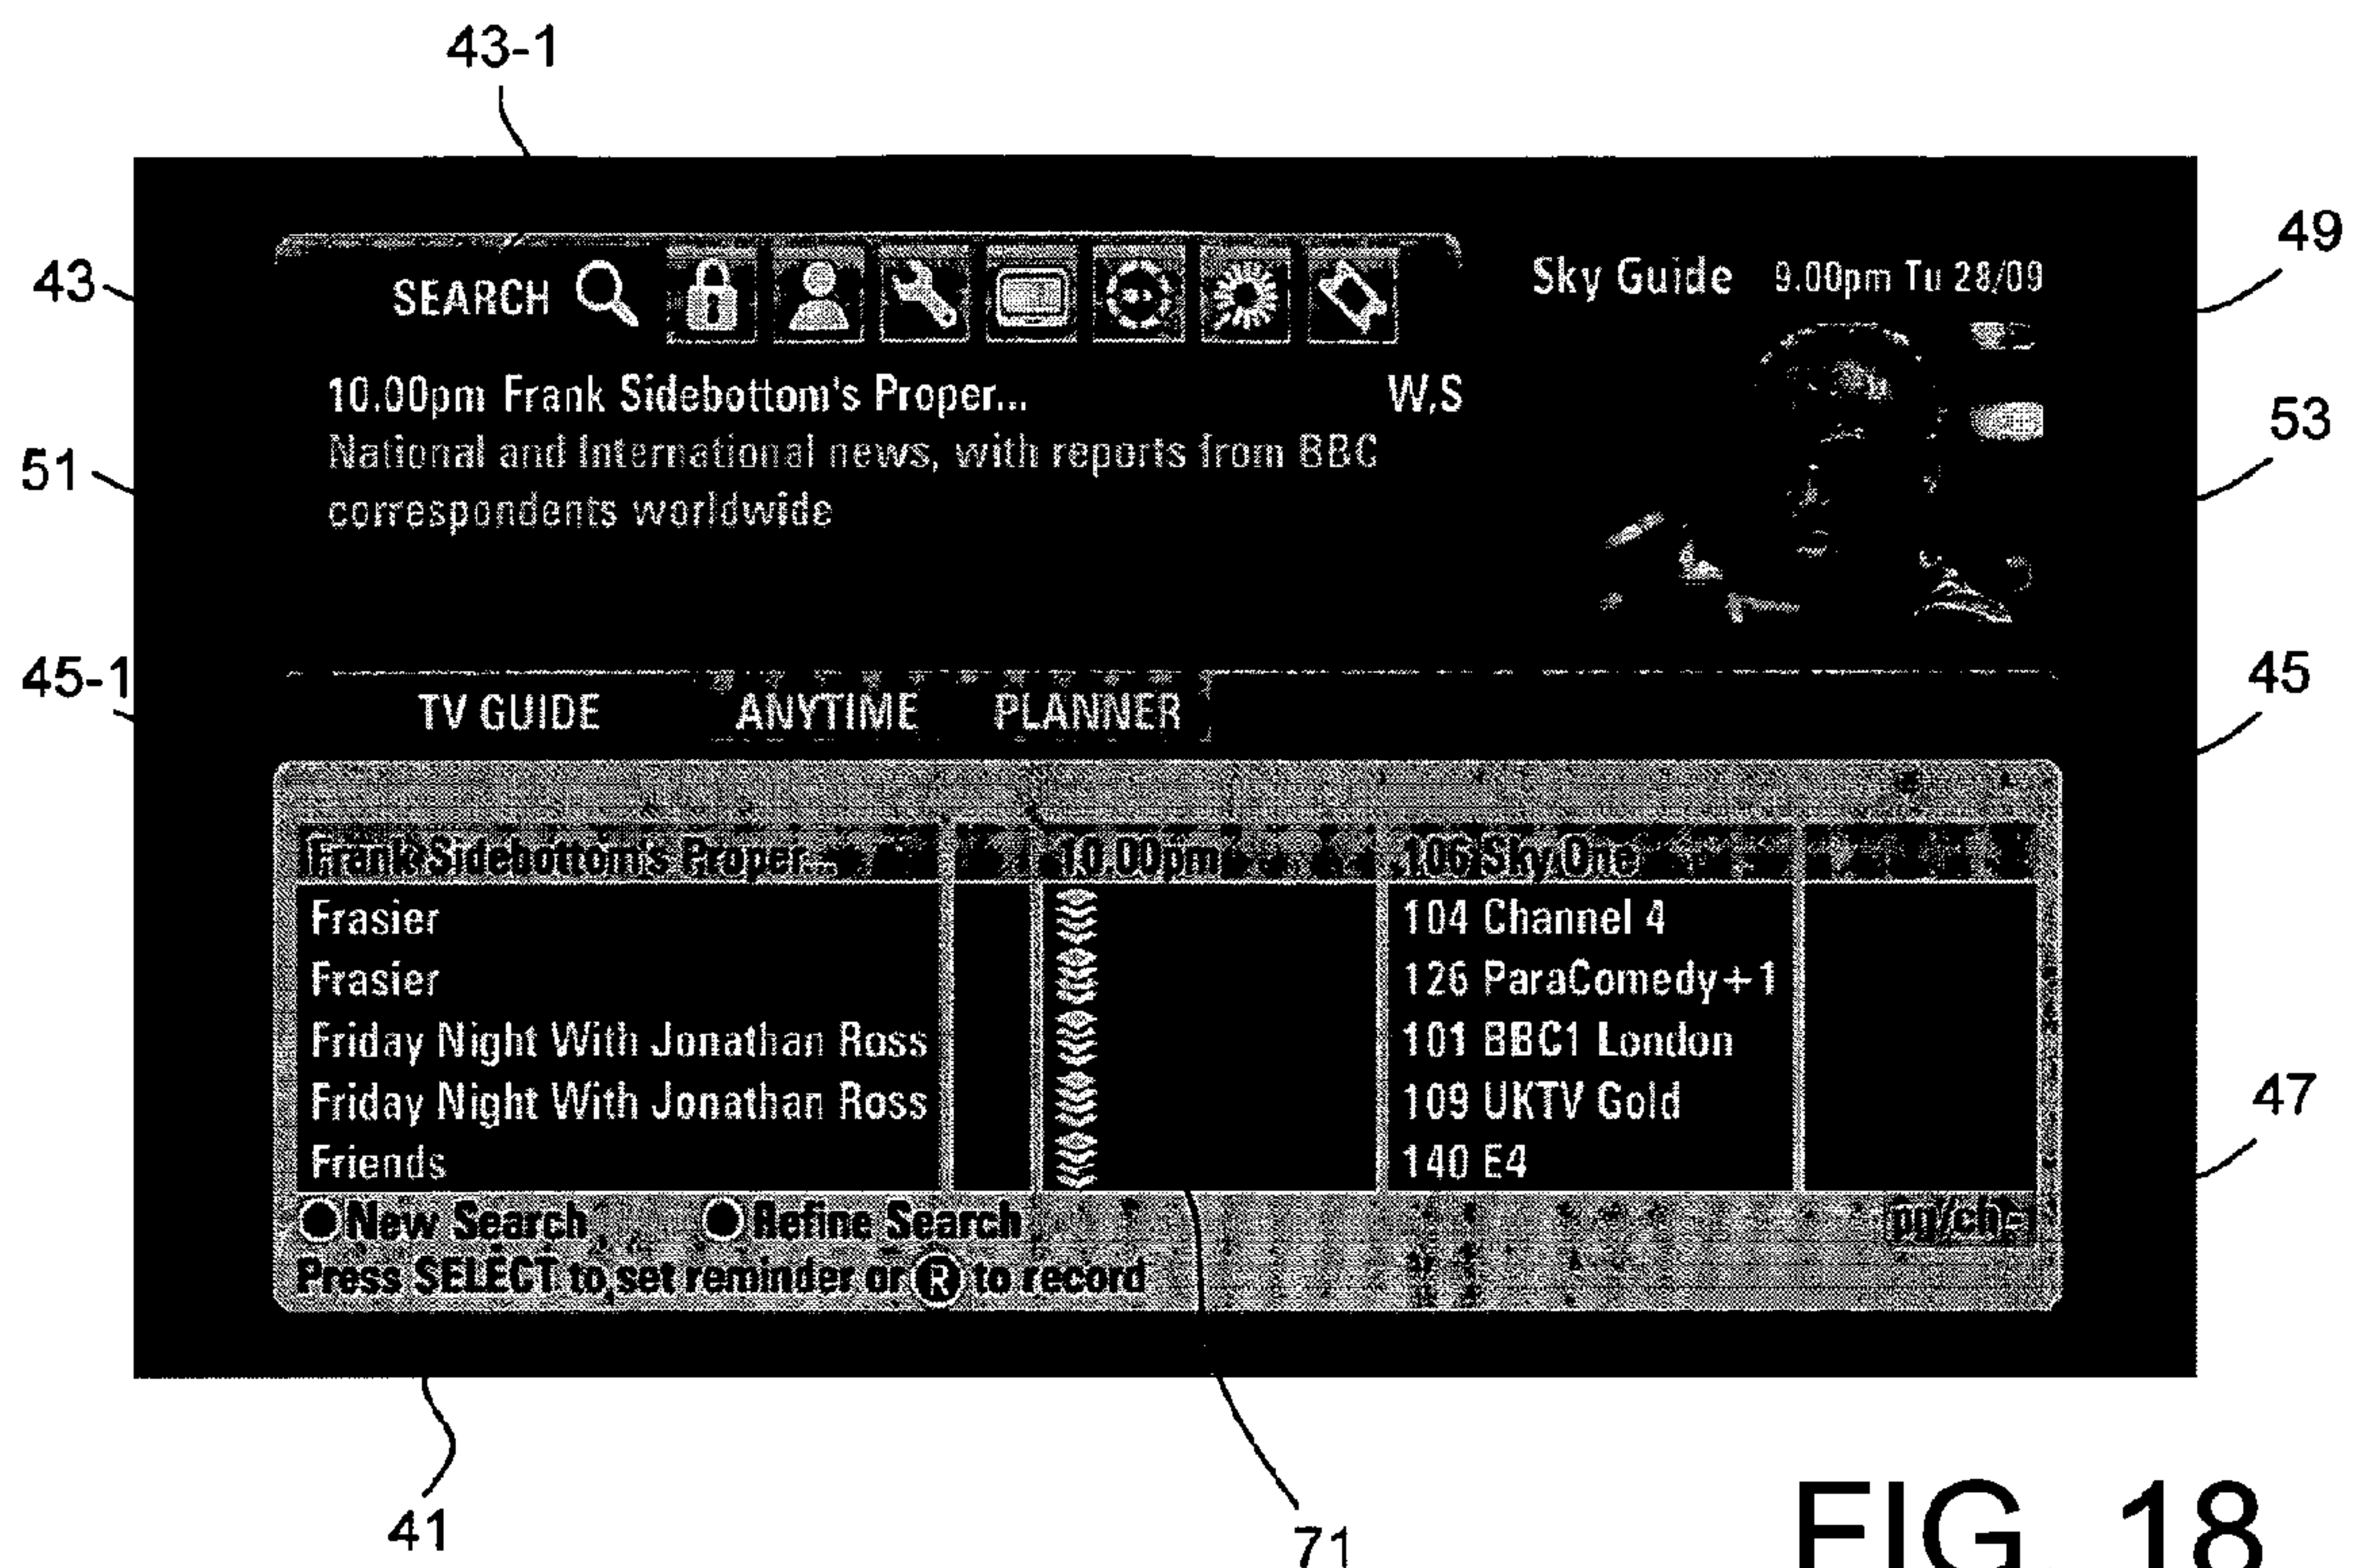 43-1
43
49
SEARCH
Sky Guide 9.00pm Tu 28/09
10.00pm Frank Sidebottom's Proper... W,S
53
National and International news, with reports from BBC
51
correspondents worldwide
45-1
45
TV GUIDE ANYTIME PLANNER
Frank Sidebottom's Proper... 10.00pm 106 Sky One
Frasier 104 Channel 4
Frasier 126 ParaComedy+1
Friday Night With Jonathan Ross 101 BBC1 London
47
Friday Night With Jonathan Ross 109 UKTV Gold
Friends 140 E4
New Search Refine Search pg/ch-
Press SELECT to set reminder or R to record
41
71
FIG. 18